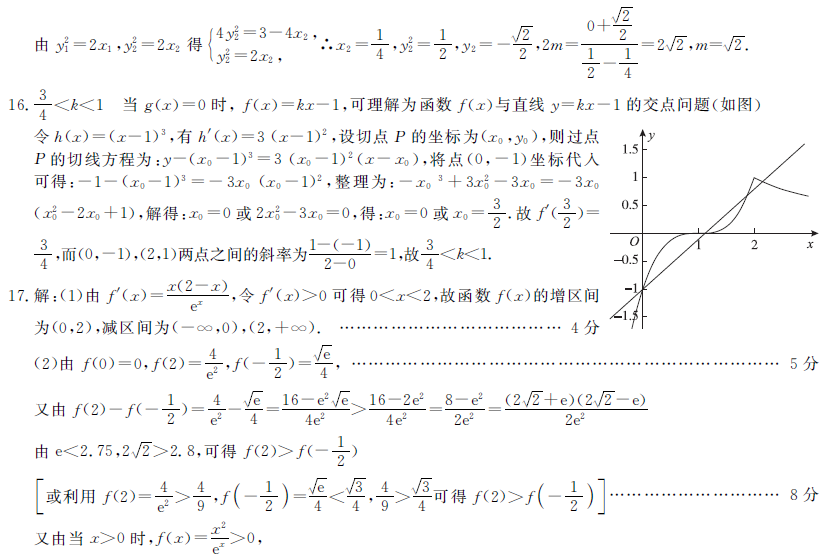 由 y₁²=2x₁,y₂²=2x₂ 得{4y₂²=3-4x₂, y₂²=2x₂, ∴x₂=1/4,y₂²=1/2,y₂=-√2/2,2m=(0+√2/2)/(1/2-1/4)=2√2,m=√2.
16. 3/4<k<1 当 g(x)=0 时, f(x)=kx-1,可理解为函数 f(x)与直线 y=kx-1 的交点问题(如图)
令 h(x)=(x-1)³,有 h′(x)=3 (x-1)²,设切点 P 的坐标为(x₀,y₀),则过点
P 的切线方程为:y-(x₀-1)³=3 (x₀-1)²(x-x₀),将点(0,-1)坐标代入
可得:-1-(x₀-1)³=-3x₀ (x₀-1)²,整理为:-x₀³+3x₀²-3x₀=-3x₀
(x₀²-2x₀+1),解得:x₀=0 或 2x₀²-3x₀=0,得:x₀=0 或 x₀=3/2.故 f′(3/2)=
3/4,而(0,-1),(2,1)两点之间的斜率为(1-(-1))/(2-0)=1,故 3/4<k<1.
y
1.5
1
0.5
O
1
2
x
-0.5
-1
-1.5
17.解:(1)由 f′(x)=x(2-x)/eˣ,令 f′(x)>0 可得 0<x<2,故函数 f(x)的增区间
为(0,2),减区间为(-∞,0),(2,+∞). ………………………………… 4 分
(2)由 f(0)=0,f(2)=4/e²,f(-1/2)=√e/4, ………………………………………………………………… 5 分
又由 f(2)-f(-1/2)=4/e²-√e/4=(16-e²√e)/4e²>(16-2e²)/4e²=(8-e²)/2e²=(2√2+e)(2√2-e)/2e²
由 e<2.75,2√2>2.8,可得 f(2)>f(-1/2)
[或利用 f(2)=4/e²>4/9,f(-1/2)=√e/4<√3/4,4/9>√3/4可得 f(2)>f(-1/2)]………………………… 8 分
又由当 x>0 时,f(x)=x²/eˣ>0,